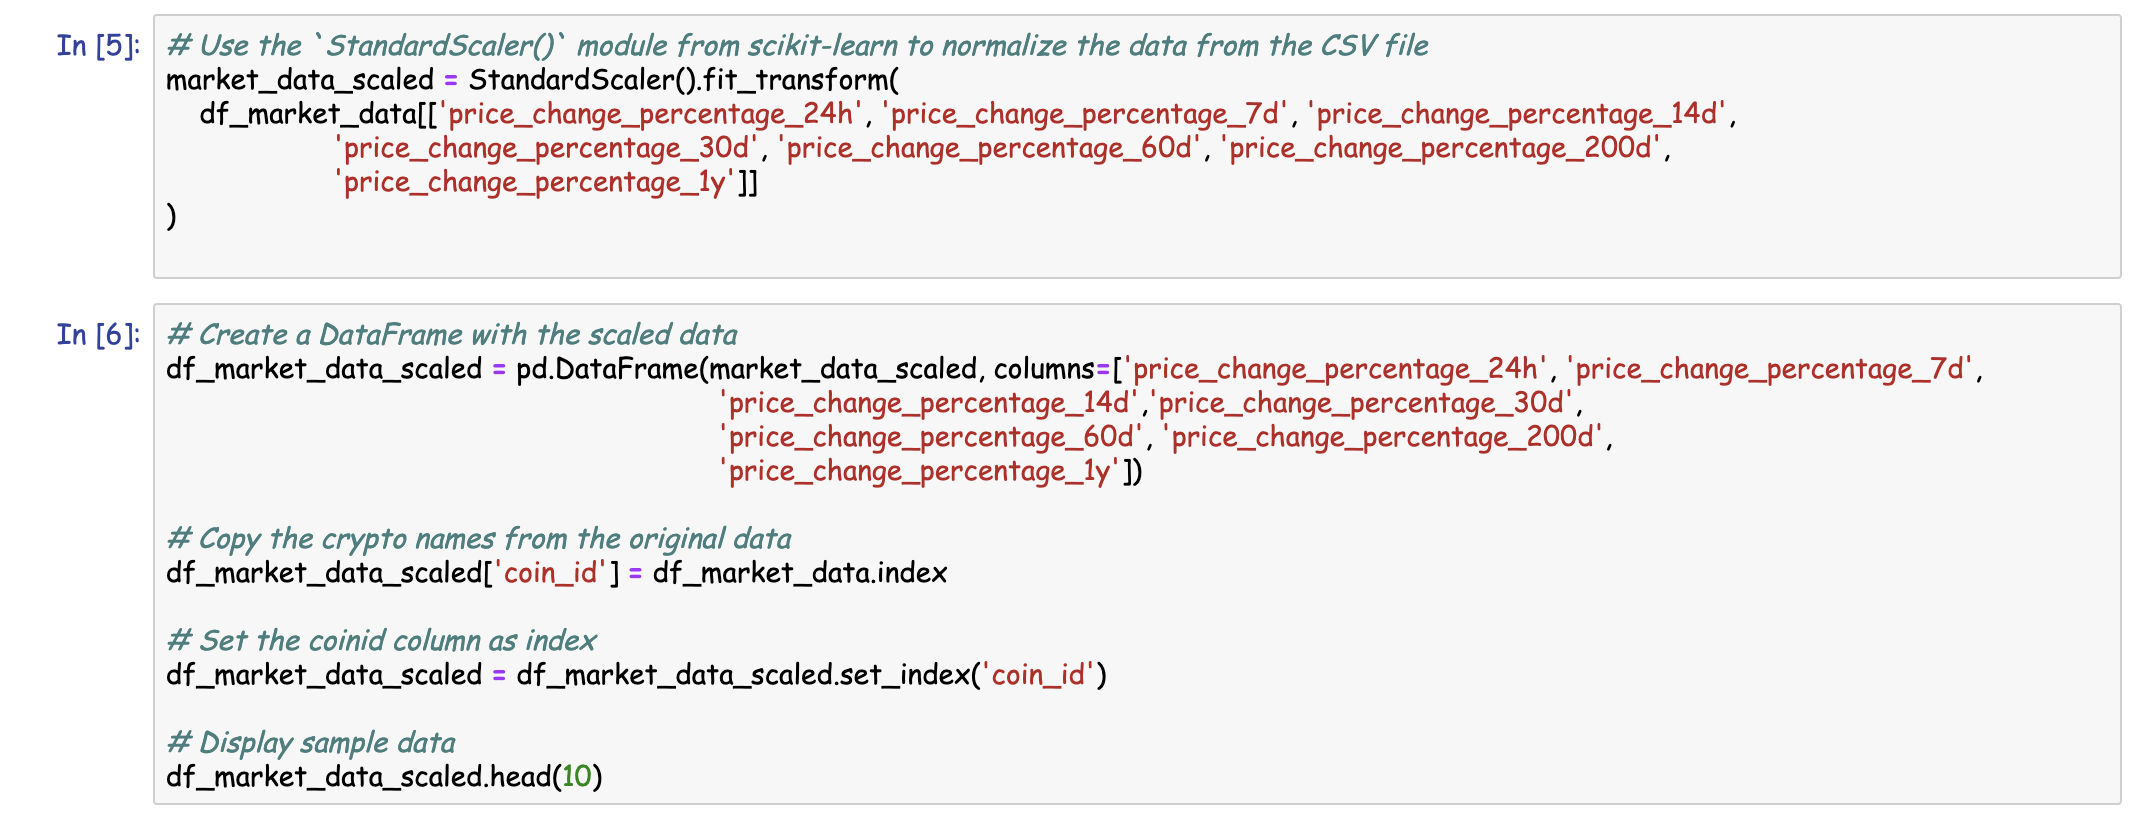 In [5]: # Use the `StandardScaler()` module from scikit-learn to normalize the data from the CSV file
market_data_scaled = StandardScaler().fit_transform(
    df_market_data[['price_change_percentage_24h', 'price_change_percentage_7d', 'price_change_percentage_14d',
                    'price_change_percentage_30d', 'price_change_percentage_60d', 'price_change_percentage_200d',
                    'price_change_percentage_1y']]
)
In [6]: # Create a DataFrame with the scaled data
df_market_data_scaled = pd.DataFrame(market_data_scaled, columns=['price_change_percentage_24h', 'price_change_percentage_7d',
                    'price_change_percentage_14d','price_change_percentage_30d',
                    'price_change_percentage_60d', 'price_change_percentage_200d',
                    'price_change_percentage_1y'])
# Copy the crypto names from the original data
df_market_data_scaled['coin_id'] = df_market_data.index
# Set the coinid column as index
df_market_data_scaled = df_market_data_scaled.set_index('coin_id')
# Display sample data
df_market_data_scaled.head(10)